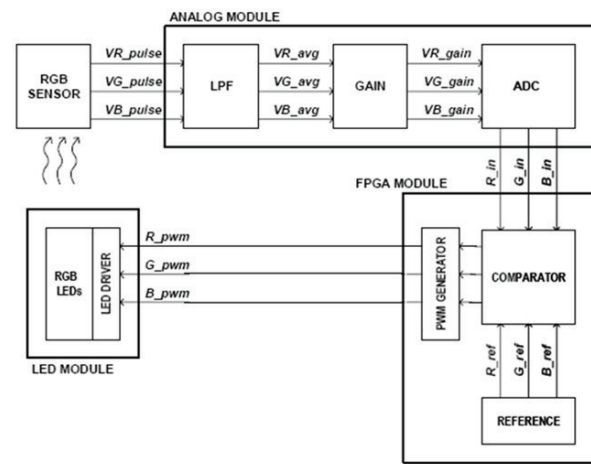 ANALOG MODULE
RGB
SENSOR
VR_pulse
VG_pulse
VB_pulse
LPF
VR_avg
VG_avg
VB_avg
GAIN
VR_gain
VG_gain
VB_gain
ADC
R_in
G_in
B_in
FPGA MODULE
RGB
LEDs
LED DRIVER
R_pwm
G_pwm
B_pwm
PWM GENERATOR
COMPARATOR
LED MODULE
R_ref
G_ref
B_ref
REFERENCE